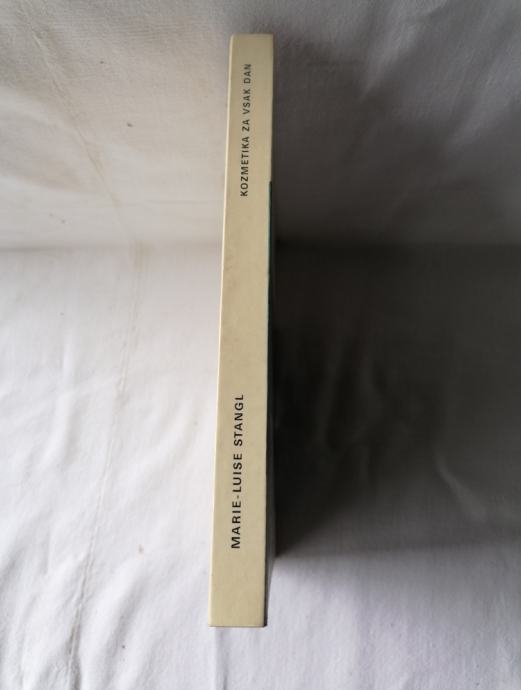 MARIE-LUISE STANGL
KOZMETIKA ZA VSAK DAN